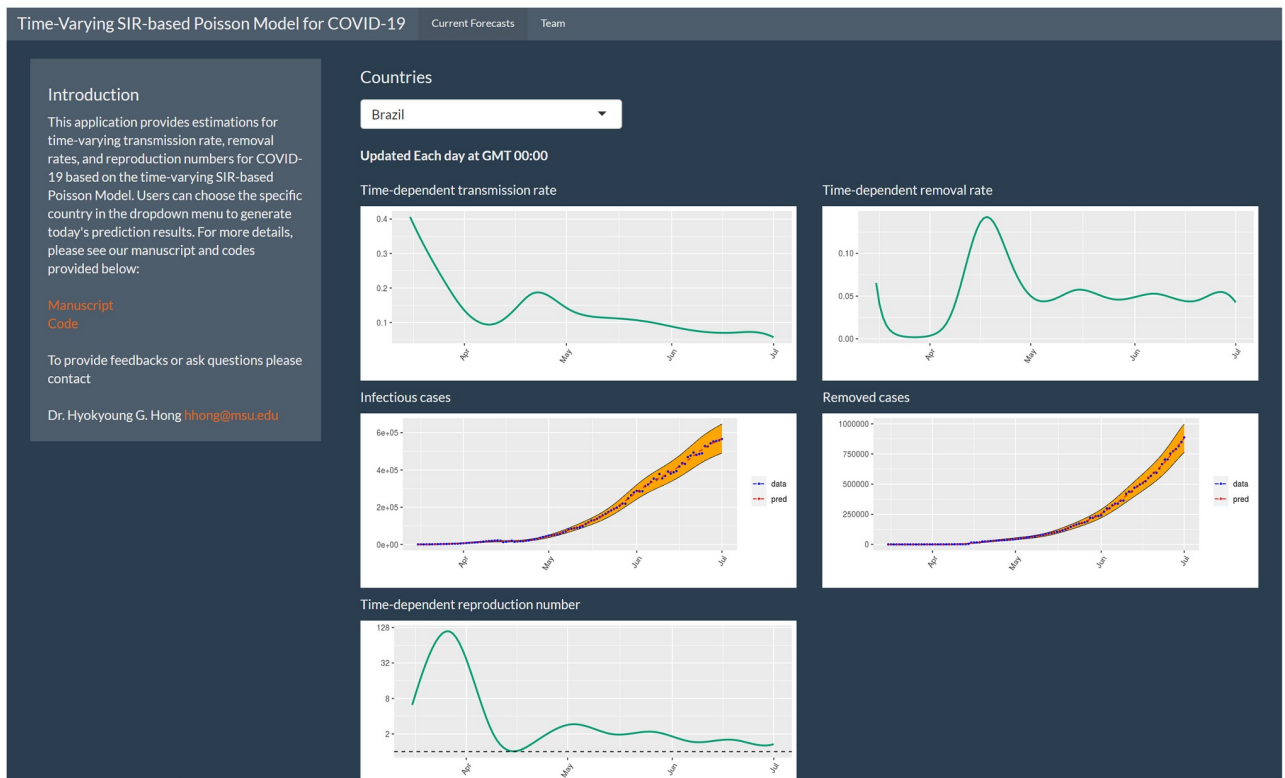 Time-Varying SIR-based Poisson Model for COVID-19
Current Forecasts
Team
Introduction
This application provides estimations for
time-varying transmission rate, removal
rates, and reproduction numbers for COVID-
19 based on the time-varying SIR-based
Poisson Model. Users can choose the specific
country in the dropdown menu to generate
today's prediction results. For more details,
please see our manuscript and codes
provided below:
Manuscript
Code
To provide feedbacks or ask questions please
contact
Dr. Hyokyoung G. Hong hhong@msu.edu
Countries
Brazil
Updated Each day at GMT 00:00
Time-dependent transmission rate
0.4
0.3
0.2
0.1
Apr
May
Jun
Jul
Time-dependent removal rate
0.10
0.05
0.00
Apr
May
Jun
Jul
Infectious cases
6e+05
4e+05
2e+05
0e+00
Apr
May
Jun
Jul
data
pred
Removed cases
1000000
750000
500000
250000
0
Apr
May
Jun
Jul
data
pred
Time-dependent reproduction number
128
32
8
2
Apr
May
Jun
Jul